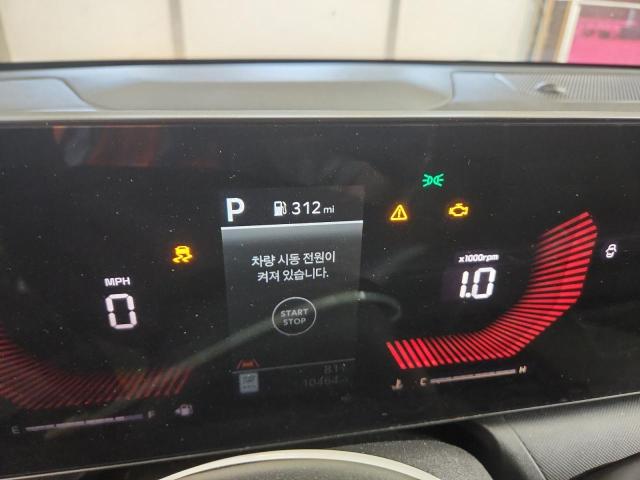 P 312 mi
차량 시동 전원이
켜져 있습니다.
START
STOP
MPH
0
x1000rpm
1.0
E F
C H